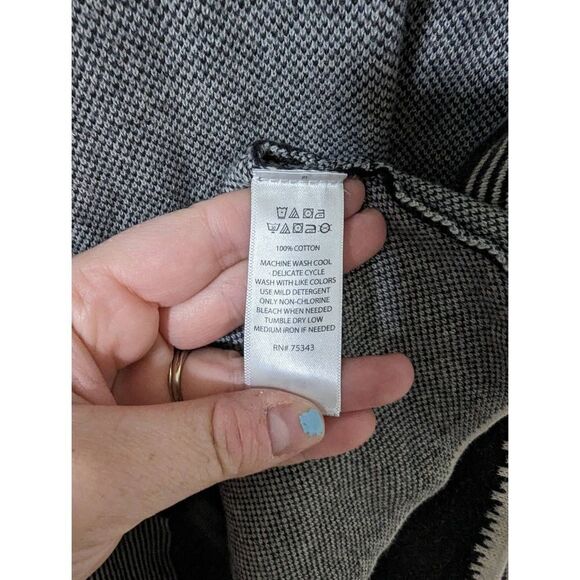 100% COTTON
MACHINE WASH COOL
- DELICATE CYCLE
WASH WITH LIKE COLORS
USE MILD DETERGENT
ONLY NON-CHLORINE
BLEACH WHEN NEEDED
TUMBLE DRY LOW
MEDIUM IRON IF NEEDED
RN# 75343